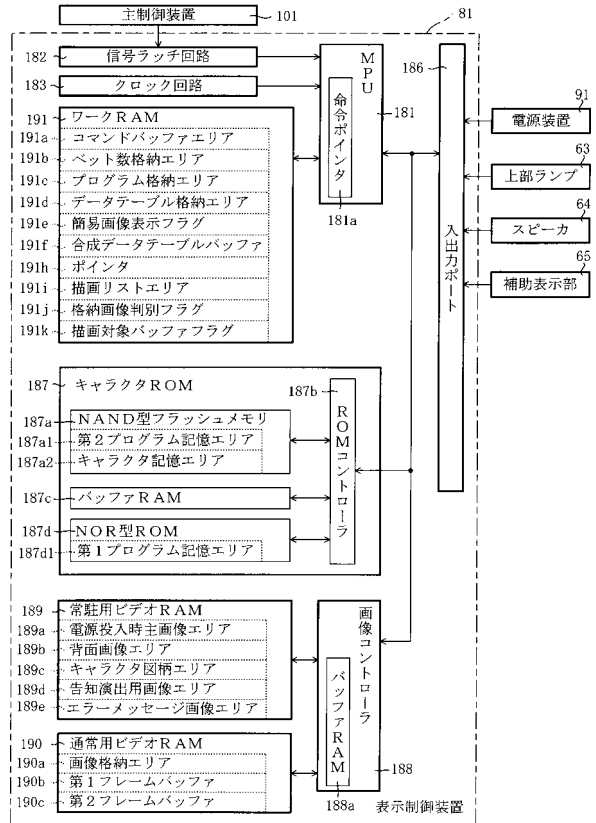 主制御装置
101
81
182
信号ラッチ回路
183
クロック回路
MPU
181
命令ポインタ
181a
186
入出力ポート
91
電源装置
63
上部ランプ
64
スピーカ
65
補助表示部
191 ワークRAM
191a コマンドバッファエリア
191b ベット数格納エリア
191c プログラム格納エリア
191d データテーブル格納エリア
191e 簡易画像表示フラグ
191f 合成データテーブルバッファ
191h ポインタ
191i 描画リストエリア
191j 格納画像判別フラグ
191k 描画対象バッファフラグ
187 キャラクタROM
187b
ROMコントローラ
187a NAND型フラッシュメモリ
187a1 第2プログラム記憶エリア
187a2 キャラクタ記憶エリア
187c バッファRAM
187d NOR型ROM
187d1 第1プログラム記憶エリア
189 常駐用ビデオRAM
189a 電源投入時主画像エリア
189b 背面画像エリア
189c キャラクタ図柄エリア
189d 告知演出用画像エリア
189e エラーメッセージ画像エリア
190 通常用ビデオRAM
190a 画像格納エリア
190b 第1フレームバッファ
190c 第2フレームバッファ
画像コントローラ
バッファRAM
188
188a
表示制御装置